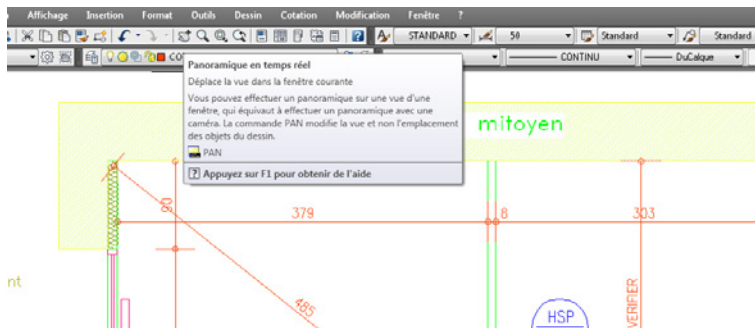 Affichage Insertion Format Outils Dessin Cotation Modification Fenêtre ?
STANDARD 50 Standard Standard
CONTINU DuCalque
Panoramique en temps réel
Déplace la vue dans la fenêtre courante
Vous pouvez effectuer un panoramique sur une vue d'une
fenêtre, qui équivaut à effectuer un panoramique avec une
caméra. La commande PAN modifie la vue et non l'emplacement
des objets du dessin.
PAN
Appuyez sur F1 pour obtenir de l'aide
mitoyen
90
379 8 303
nt
485
HSP
VERIFIER